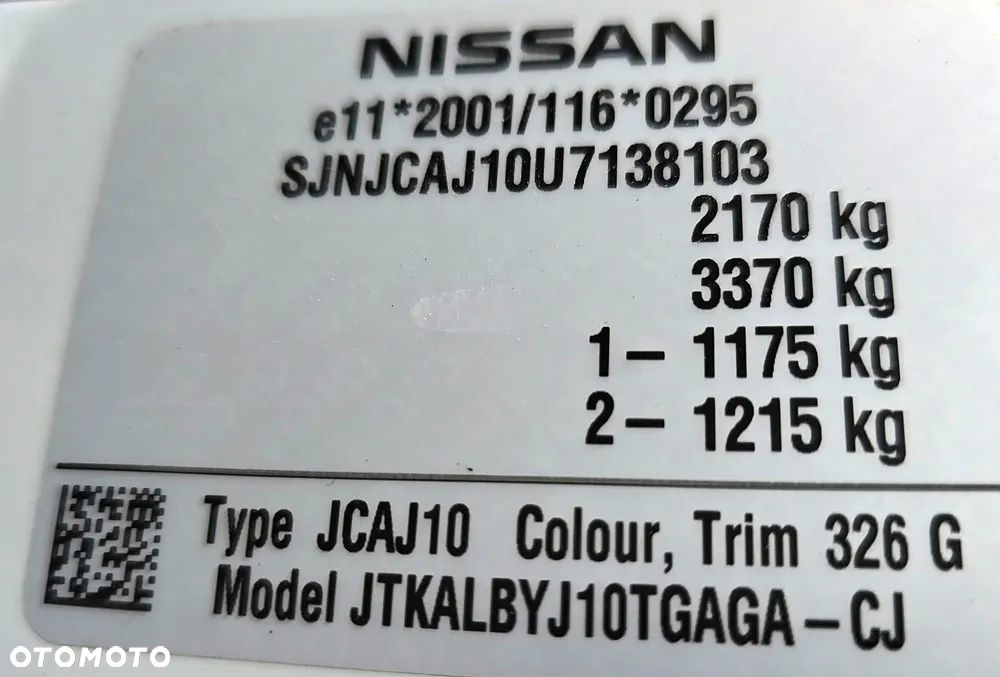 NISSAN
e11*2001/116*0295
SJNJCAJ10U7138103
2170 kg
3370 kg
1- 1175 kg
2- 1215 kg
Type JCAJ10 Colour, Trim 326 G
Model JTKALBYJ10TGAGA-CJ
OTOMOTO